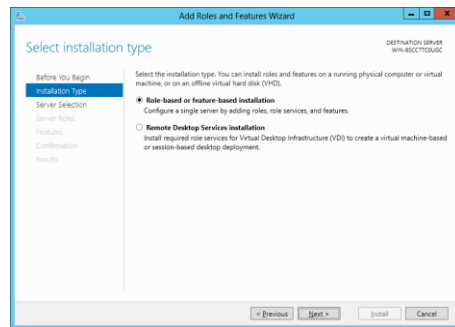 Add Roles and Features Wizard
Select installation type
DESTINATION SERVER
Before You Begin
Installation Type
Server Selection
Server Roles
Features
Confirmation
Results
Select the installation type. You can install roles and features on a running physical computer or virtual
machine, or on an offline virtual hard disk (VHD).
Role-based or feature-based installation
Configure a single server by adding roles, role services, and features.
Remote Desktop Services installation
Install required role services for Virtual Desktop Infrastructure (VDI) to create a virtual machine-based
or session-based desktop deployment.
< Previous
Next >
Install
Cancel